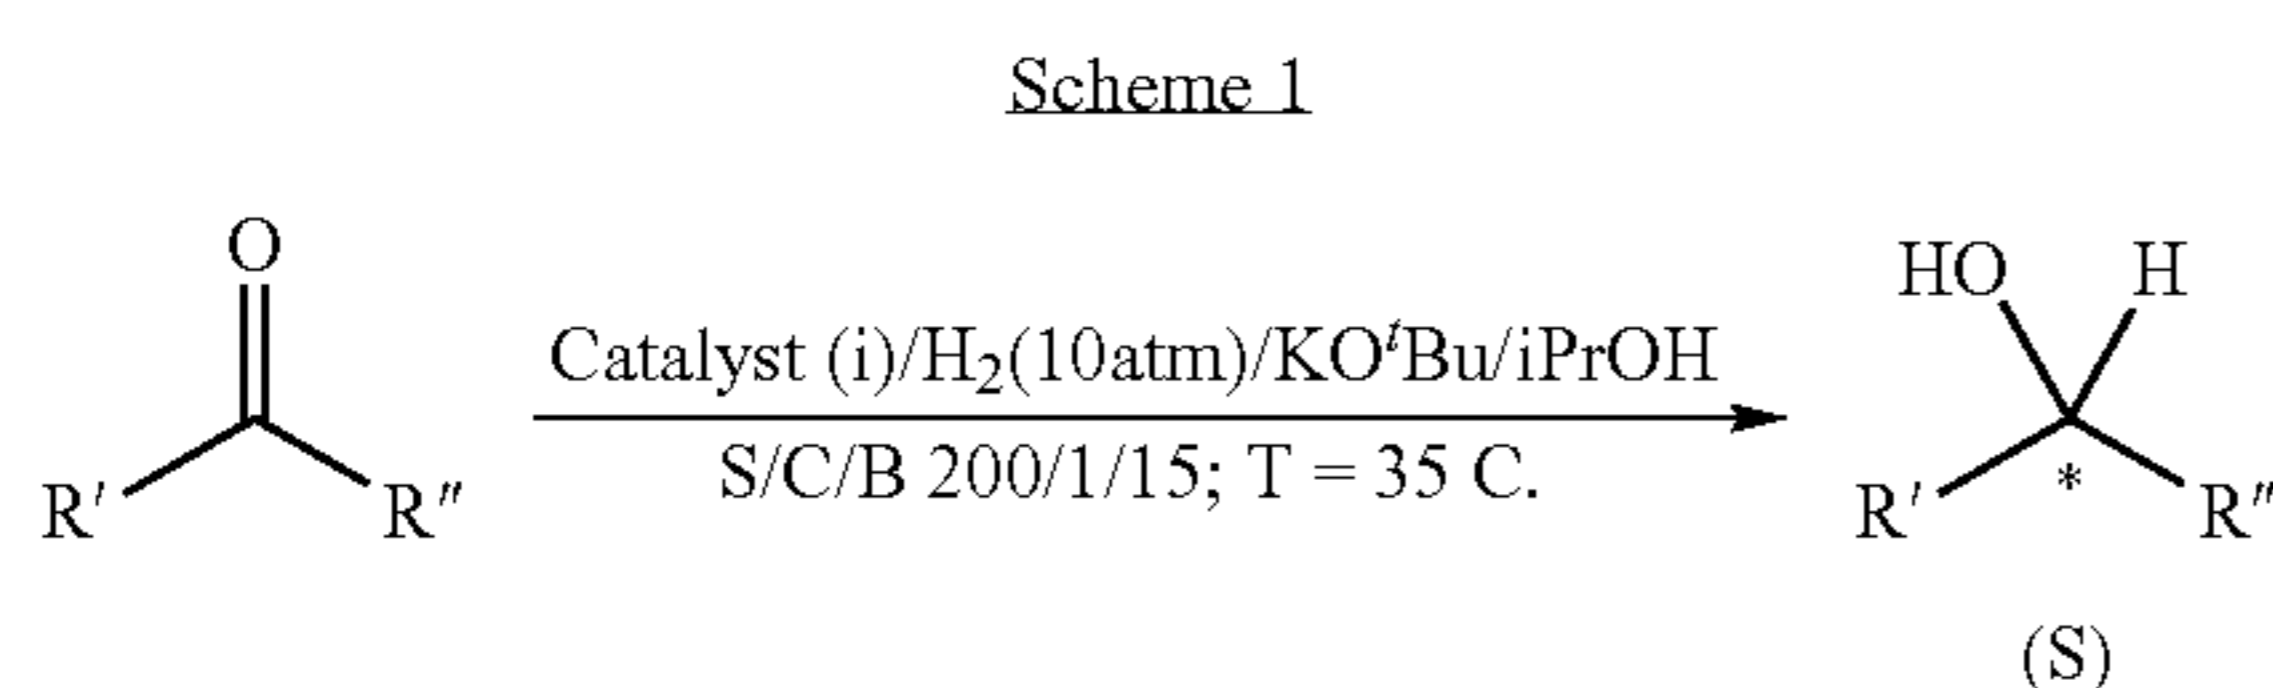 Scheme 1
O
R′ R″
Catalyst (i)/H₂(10atm)/KOᵗBu/iPrOH
S/C/B 200/1/15; T = 35 C.
HO H
R′ * R″
(S)